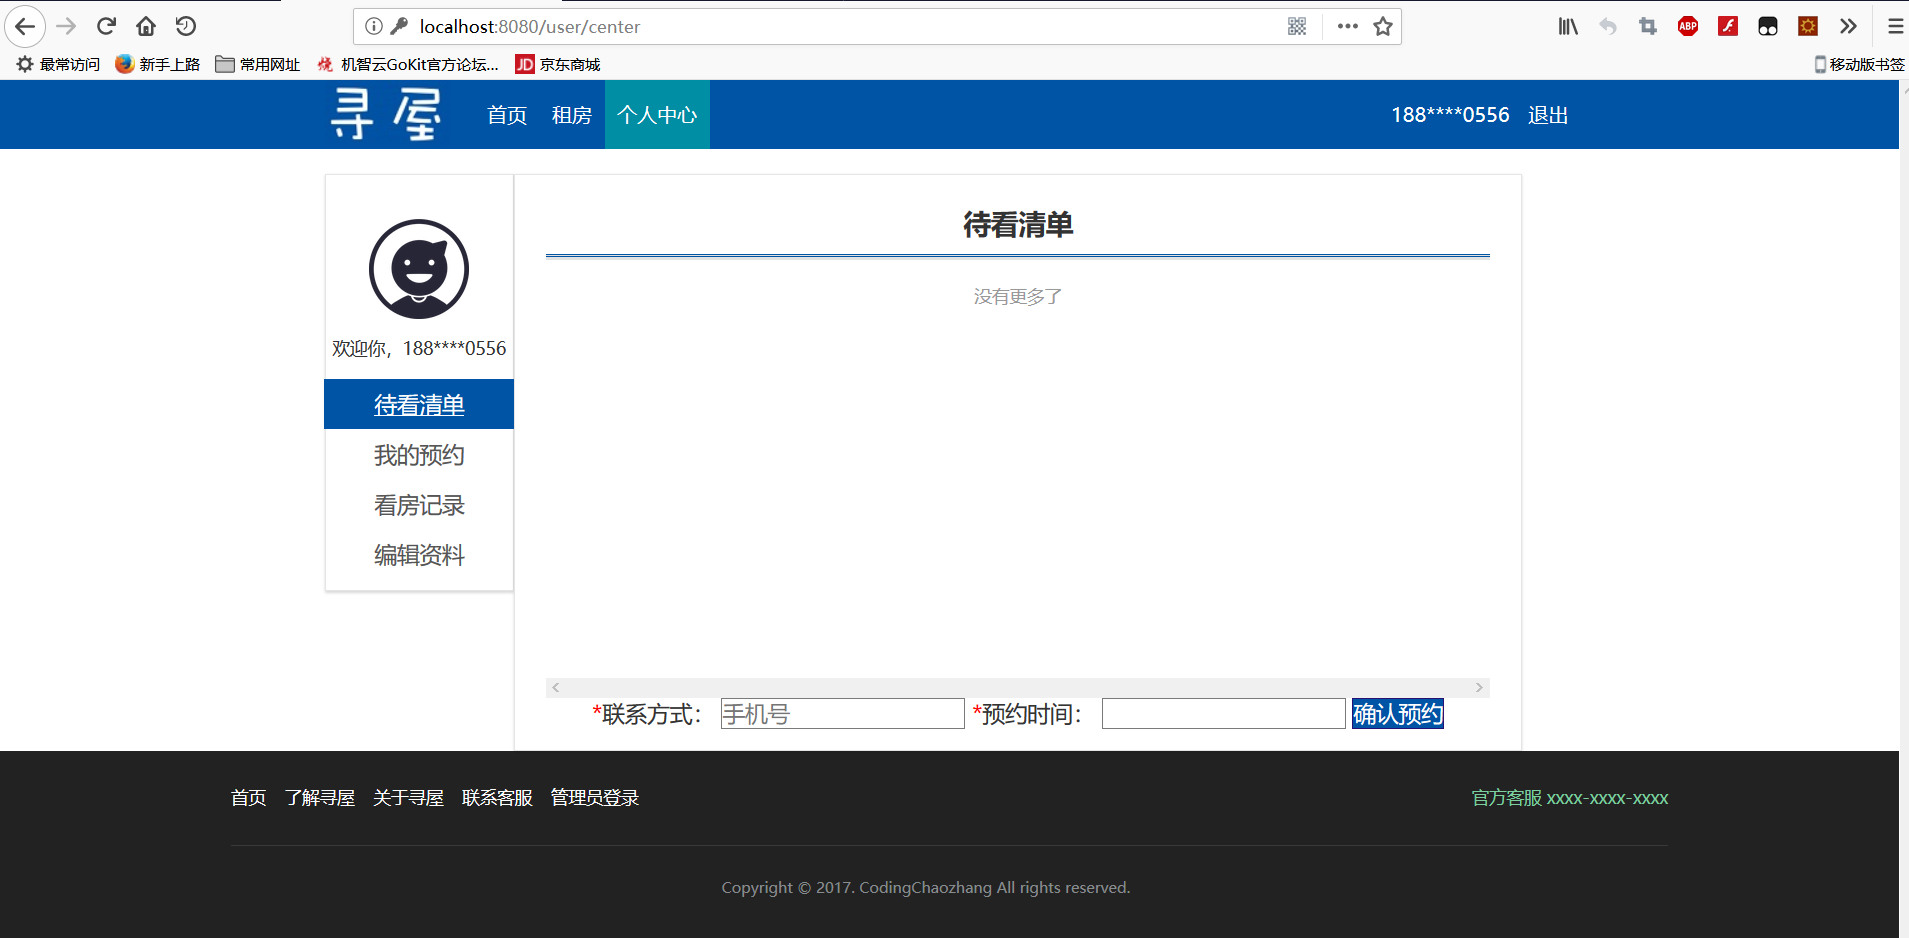 localhost:8080/user/center
ABP
最常访问 新手上路 常用网址 机智云GoKit官方论坛... JD 京东商城 移动版书签
寻屋 首页 租房 个人中心 188****0556 退出
待看清单
没有更多了
欢迎你，188****0556
待看清单
我的预约
看房记录
编辑资料
*联系方式： 手机号 *预约时间： 确认预约
首页 了解寻屋 关于寻屋 联系客服 管理员登录 官方客服 xxxx-xxxx-xxxx
Copyright © 2017. CodingChaozhang All rights reserved.